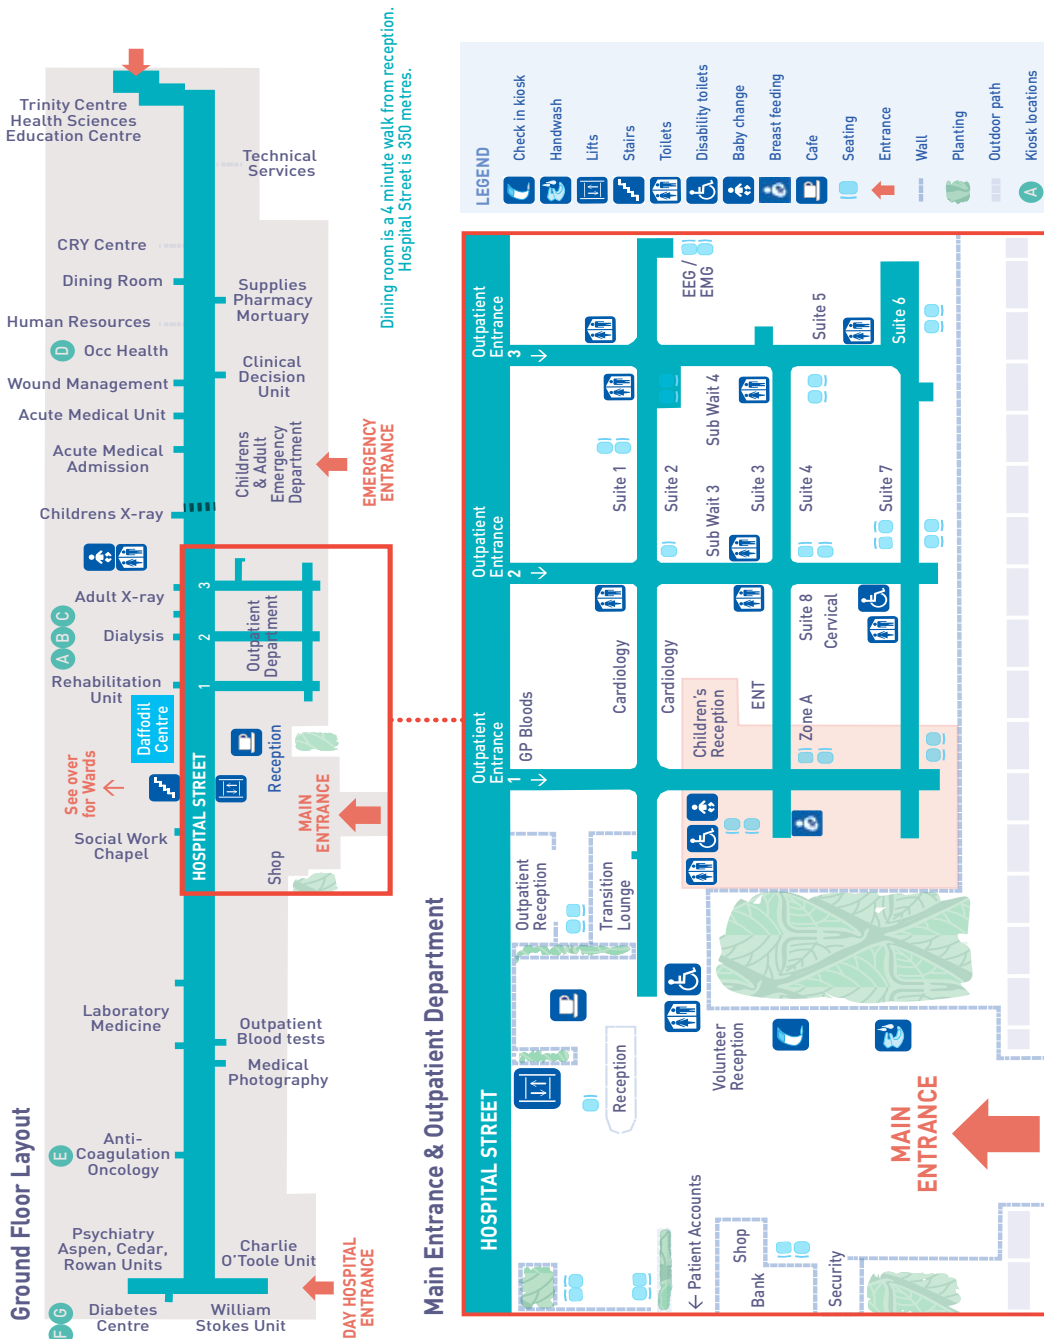 Ground Floor Layout
Trinity Centre
Health Sciences
Education Centre
Technical
Services
CRY Centre
Dining Room
Supplies
Pharmacy
Mortuary
Human Resources
D
Occ Health
Wound Management
Clinical
Decision
Unit
Acute Medical Unit
Acute Medical
Admission
Childrens
& Adult
Emergency
Department
EMERGENCY
ENTRANCE
Childrens X-ray
Adult X-ray
A B C
Dialysis
Rehabilitation
Unit
1
2
3
Outpatient
Department
Daffodil
Centre
See over
for Wards
HOSPITAL STREET
Reception
MAIN
ENTRANCE
Shop
Social Work
Chapel
Laboratory
Medicine
Outpatient
Blood tests
Medical
Photography
E
Anti-
Coagulation
Oncology
Psychiatry
Aspen, Cedar,
Rowan Units
Charlie
O'Toole Unit
F G
Diabetes
Centre
William
Stokes Unit
DAY HOSPITAL
ENTRANCE
Dining room is a 4 minute walk from reception.
Hospital Street is 350 metres.
LEGEND
Check in kiosk
Handwash
Lifts
Stairs
Toilets
Disability toilets
Baby change
Breast feeding
Cafe
Seating
Entrance
Wall
Planting
Outdoor path
A
Kiosk locations
Main Entrance & Outpatient Department
HOSPITAL STREET
Outpatient
Entrance
1
Outpatient
Entrance
2
Outpatient
Entrance
3
GP Bloods
Cardiology
Cardiology
Children's
Reception
ENT
Zone A
Suite 8
Cervical
Suite 1
Suite 2
Sub Wait 3
Sub Wait 4
Suite 3
Suite 4
Suite 7
EEG /
EMG
Suite 5
Suite 6
Outpatient
Reception
Transition
Lounge
Reception
Volunteer
Reception
MAIN
ENTRANCE
← Patient Accounts
Shop
Bank
Security